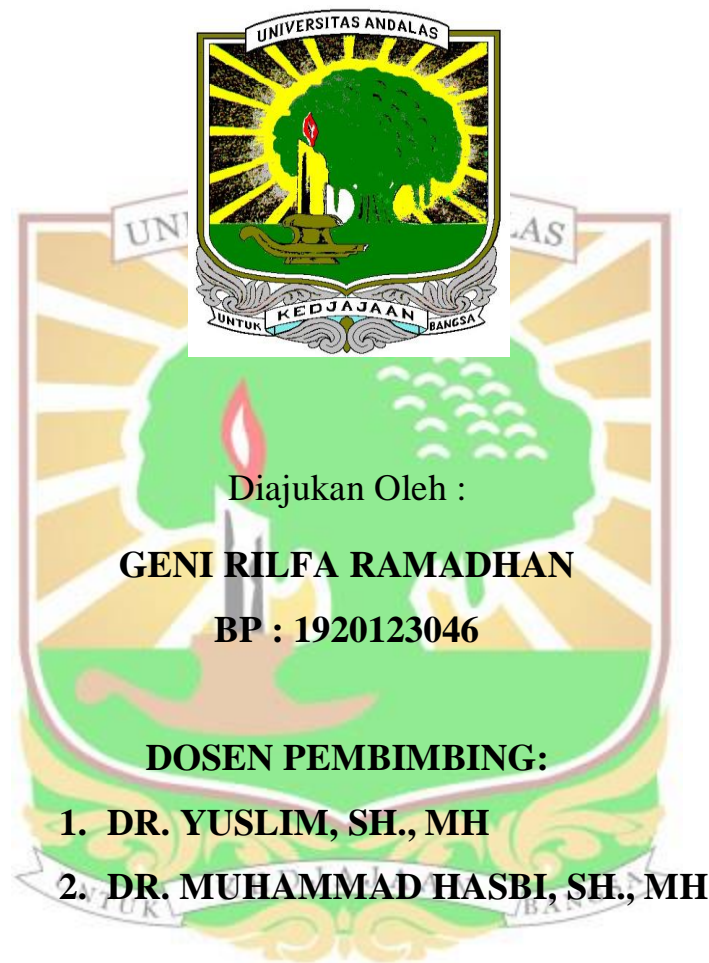 UNIVERSITAS ANDALAS
UNTUK KEDJAJAAN BANGSA
Diajukan Oleh :
GENI RILFA RAMADHAN
BP : 1920123046
DOSEN PEMBIMBING:
1. DR. YUSLIM, SH., MH
2. DR. MUHAMMAD HASBI, SH., MH